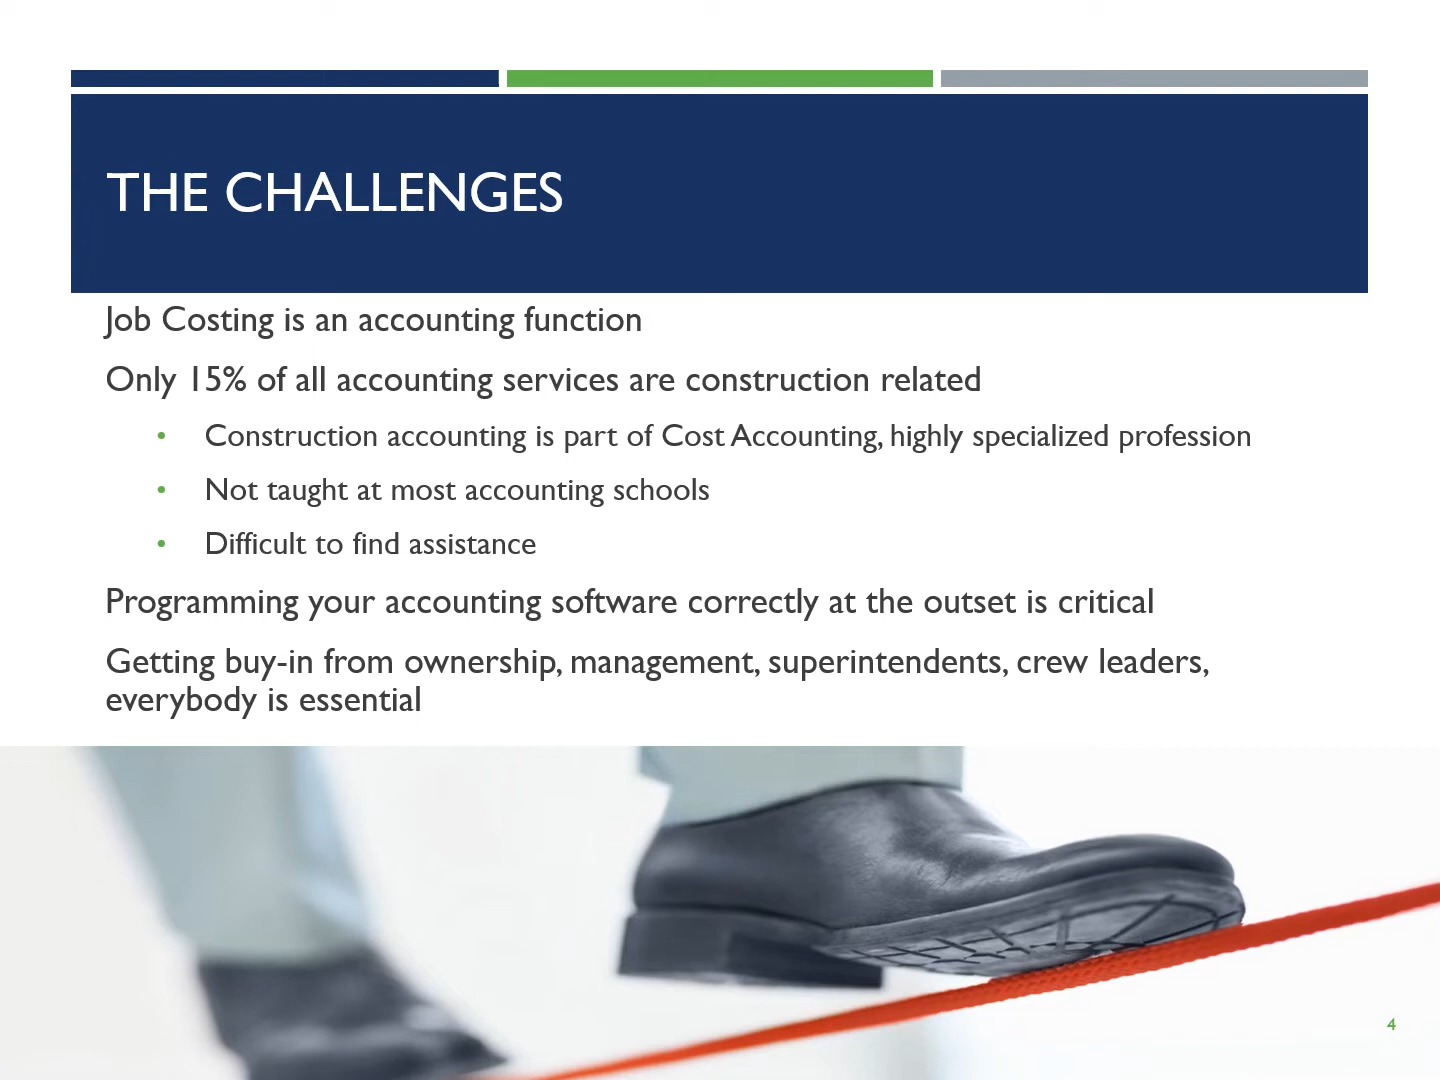 THE CHALLENGES
Job Costing is an accounting function
Only 15% of all accounting services are construction related
• Construction accounting is part of Cost Accounting, highly specialized profession
• Not taught at most accounting schools
• Difficult to find assistance
Programming your accounting software correctly at the outset is critical
Getting buy-in from ownership, management, superintendents, crew leaders,
everybody is essential
4